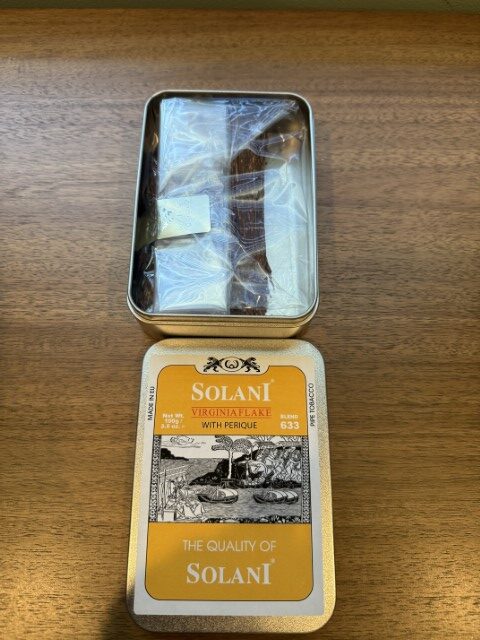 SOLANI®
VIRGINIAFLAKE
WITH PERIQUE
Net Wt.
100g /
3.5 oz. e
BLEND
633
MADE IN EU
PIPE TOBACCO
THE QUALITY OF
SOLANI®